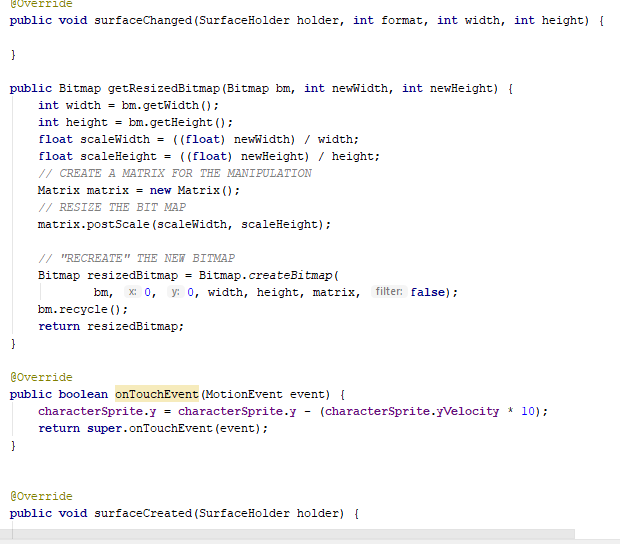 @Override
public void surfaceChanged(SurfaceHolder holder, int format, int width, int height) {
}
public Bitmap getResizedBitmap(Bitmap bm, int newWidth, int newHeight) {
int width = bm.getWidth();
int height = bm.getHeight();
float scaleWidth = ((float) newWidth) / width;
float scaleHeight = ((float) newHeight) / height;
// CREATE A MATRIX FOR THE MANIPULATION
Matrix matrix = new Matrix();
// RESIZE THE BIT MAP
matrix.postScale(scaleWidth, scaleHeight);
// "RECREATE" THE NEW BITMAP
Bitmap resizedBitmap = Bitmap.createBitmap(
bm, x: 0, y: 0, width, height, matrix, filter: false);
bm.recycle();
return resizedBitmap;
}
@Override
public boolean onTouchEvent(MotionEvent event) {
characterSprite.y = characterSprite.y - (characterSprite.yVelocity * 10);
return super.onTouchEvent(event);
}
@Override
public void surfaceCreated(SurfaceHolder holder) {